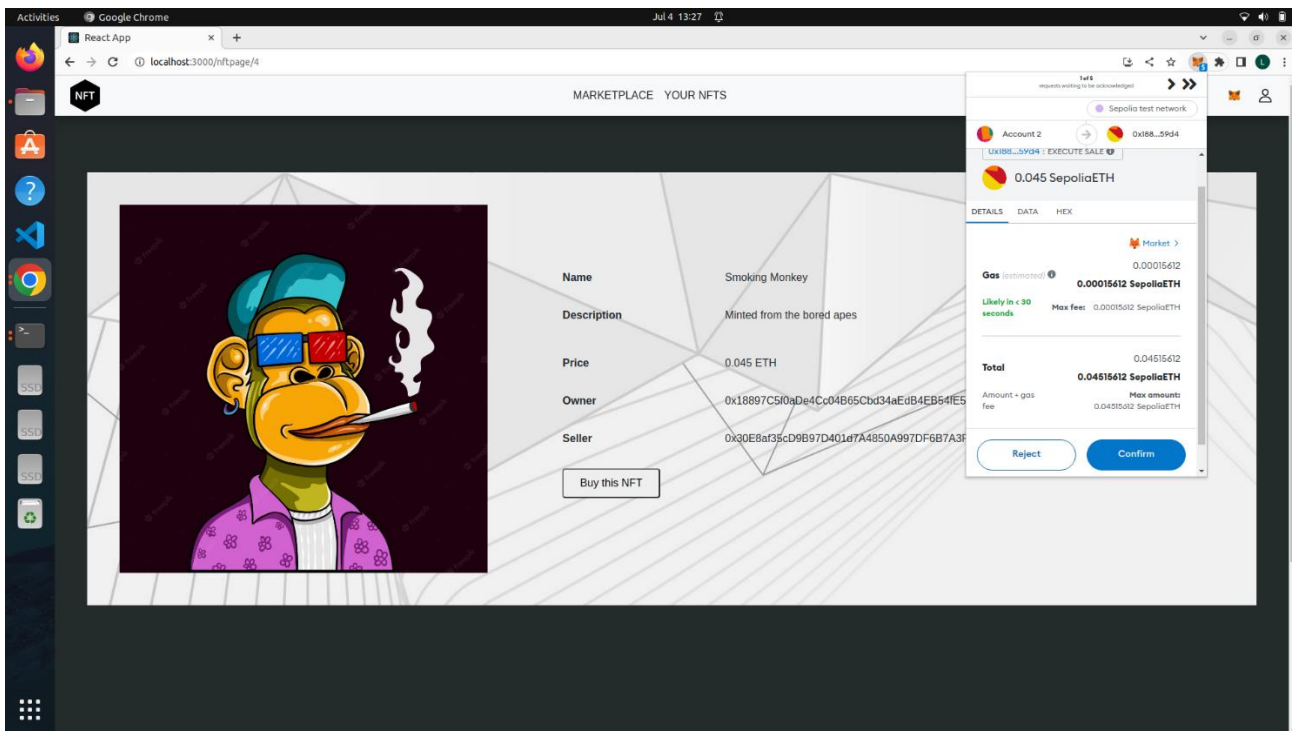 Activities Google Chrome Jul 4 13:27
React App
localhost:3000/nftpage/4
L
NFT MARKETPLACE YOUR NFTS
1 of 5
requests waiting to be acknowledged
Sepolia test network
Account 2 0x188...59d4
0x188...59d4 : EXECUTE SALE
0.045 SepoliaETH
DETAILS DATA HEX
Market >
Gas (estimated) 0.00015612
0.00015612 SepoliaETH
Likely in < 30 seconds Max fee: 0.00015612 SepoliaETH
Total 0.04515612
0.04515612 SepoliaETH
Amount + gas fee Max amount: 0.04515612 SepoliaETH
Reject Confirm
Name Smoking Monkey
Description Minted from the bored apes
Price 0.045 ETH
Owner
Seller
Buy this NFT
SSD
SSD
SSD